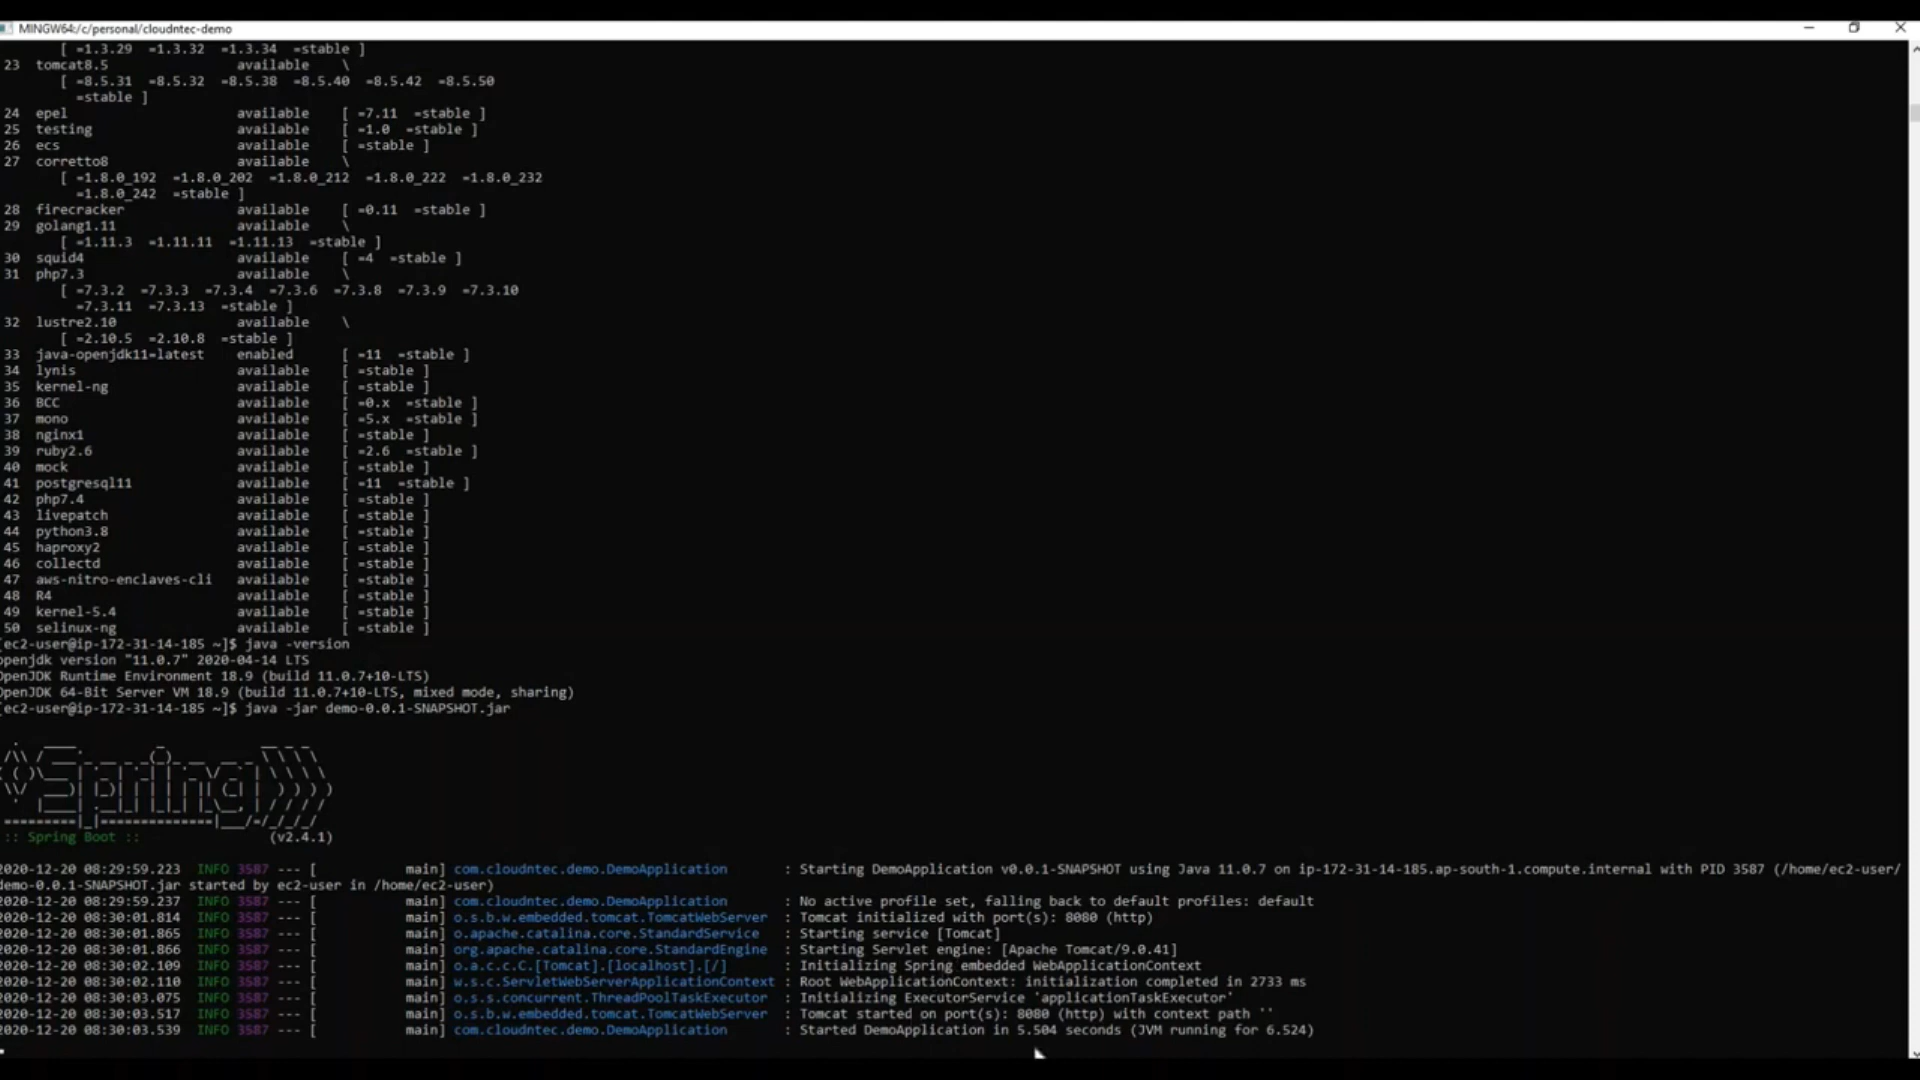 MINGW64:/c/personal/cloudntec-demo
[ =1.3.29 =1.3.32 =1.3.34 =stable ]
23 tomcat8.5 available \
[ =8.5.31 =8.5.32 =8.5.38 =8.5.40 =8.5.42 =8.5.50
=stable ]
24 epel available [ =7.11 =stable ]
25 testing available [ =1.0 =stable ]
26 ecs available [ =stable ]
27 corretto8 available \
[ =1.8.0_192 =1.8.0_202 =1.8.0_212 =1.8.0_222 =1.8.0_232
=1.8.0_242 =stable ]
28 firecracker available [ =0.11 =stable ]
29 golang1.11 available \
[ =1.11.3 =1.11.11 =1.11.13 =stable ]
30 squid4 available [ =4 =stable ]
31 php7.3 available \
[ =7.3.2 =7.3.3 =7.3.4 =7.3.6 =7.3.8 =7.3.9 =7.3.10
=7.3.11 =7.3.13 =stable ]
32 lustre2.10 available \
[ =2.10.5 =2.10.8 =stable ]
33 java-openjdk11=latest enabled [ =11 =stable ]
34 lynis available [ =stable ]
35 kernel-ng available [ =stable ]
36 BCC available [ =0.x =stable ]
37 mono available [ =5.x =stable ]
38 nginx1 available [ =stable ]
39 ruby2.6 available [ =2.6 =stable ]
40 mock available [ =stable ]
41 postgresql11 available [ =11 =stable ]
42 php7.4 available [ =stable ]
43 livepatch available [ =stable ]
44 python3.8 available [ =stable ]
45 haproxy2 available [ =stable ]
46 collectd available [ =stable ]
47 aws-nitro-enclaves-cli available [ =stable ]
48 R4 available [ =stable ]
49 kernel-5.4 available [ =stable ]
50 selinux-ng available [ =stable ]
[ec2-user@ip-172-31-14-185 ~]$ java -version
openjdk version "11.0.7" 2020-04-14 LTS
OpenJDK Runtime Environment 18.9 (build 11.0.7+10-LTS)
OpenJDK 64-Bit Server VM 18.9 (build 11.0.7+10-LTS, mixed mode, sharing)
[ec2-user@ip-172-31-14-185 ~]$ java -jar demo-0.0.1-SNAPSHOT.jar
Spring
:: Spring Boot :: (v2.4.1)
2020-12-20 08:29:59.223 INFO 3587 --- [ main] com.cloudntec.demo.DemoApplication : Starting DemoApplication v0.0.1-SNAPSHOT using Java 11.0.7 on ip-172-31-14-185.ap-south-1.compute.internal with PID 3587 (/home/ec2-user/
demo-0.0.1-SNAPSHOT.jar started by ec2-user in /home/ec2-user)
2020-12-20 08:29:59.237 INFO 3587 --- [ main] com.cloudntec.demo.DemoApplication : No active profile set, falling back to default profiles: default
2020-12-20 08:30:01.814 INFO 3587 --- [ main] o.s.b.w.embedded.tomcat.TomcatWebServer : Tomcat initialized with port(s): 8080 (http)
2020-12-20 08:30:01.865 INFO 3587 --- [ main] o.apache.catalina.core.StandardService : Starting service [Tomcat]
2020-12-20 08:30:01.866 INFO 3587 --- [ main] org.apache.catalina.core.StandardEngine : Starting Servlet engine: [Apache Tomcat/9.0.41]
2020-12-20 08:30:02.109 INFO 3587 --- [ main] o.a.c.c.C.[Tomcat].[localhost].[/] : Initializing Spring embedded WebApplicationContext
2020-12-20 08:30:02.110 INFO 3587 --- [ main] w.s.c.ServletWebServerApplicationContext : Root WebApplicationContext: initialization completed in 2733 ms
2020-12-20 08:30:03.075 INFO 3587 --- [ main] o.s.s.concurrent.ThreadPoolTaskExecutor : Initializing ExecutorService 'applicationTaskExecutor'
2020-12-20 08:30:03.517 INFO 3587 --- [ main] o.s.b.w.embedded.tomcat.TomcatWebServer : Tomcat started on port(s): 8080 (http) with context path ''
2020-12-20 08:30:03.539 INFO 3587 --- [ main] com.cloudntec.demo.DemoApplication : Started DemoApplication in 5.504 seconds (JVM running for 6.524)